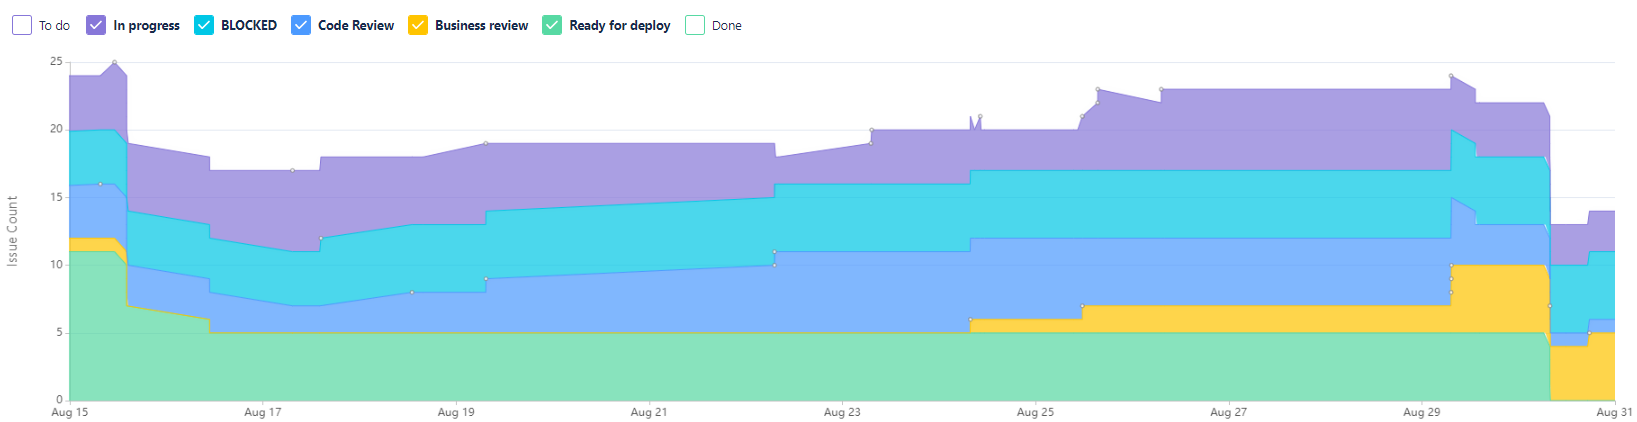 To do In progress BLOCKED Code Review Business review Ready for deploy Done
25
20
15
10
5
0
Issue Count
Aug 15 Aug 17 Aug 19 Aug 21 Aug 23 Aug 25 Aug 27 Aug 29 Aug 31